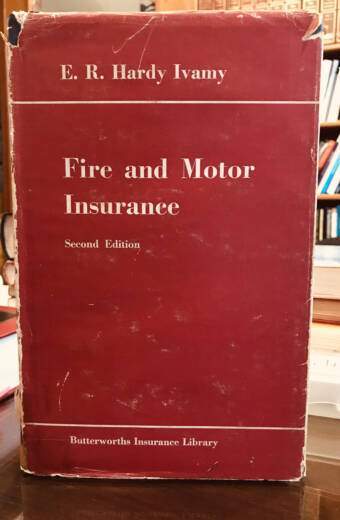 E. R. Hardy Ivamy
Fire and Motor
Insurance
Second Edition
Butterworths Insurance Library